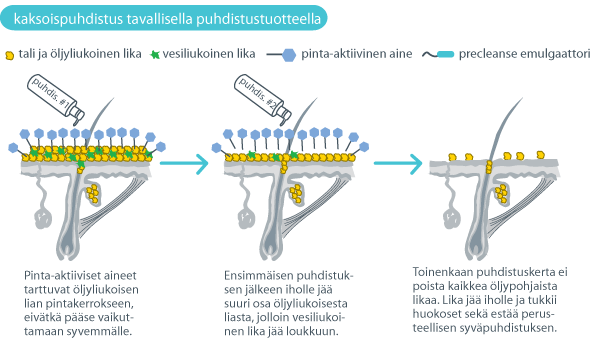 kaksoispuhdistus tavallisella puhdistustuotteella
tali ja öljyliukoinen lika
vesiliukoinen lika
pinta-aktiivinen aine
precleanse emulgaattori
puhdis. #1
puhdis. #2
Pinta-aktiiviset aineet
tarttuvat öljyliukoisen
lian pintakerrokseen,
eivätkä pääse vaikut-
tamaan syvemmälle.
Ensimmäisen puhdistuk-
sen jälkeen iholle jää
suuri osa öljyliukoisesta
liasta, jolloin vesiliukoi-
nen lika jää loukkuun.
Toinenkaan puhdistuskerta ei
poista kaikkea öljypohjaista
likaa. Lika jää iholle ja tukkii
huokoset sekä estää perus-
teellisen syväpuhdistuksen.